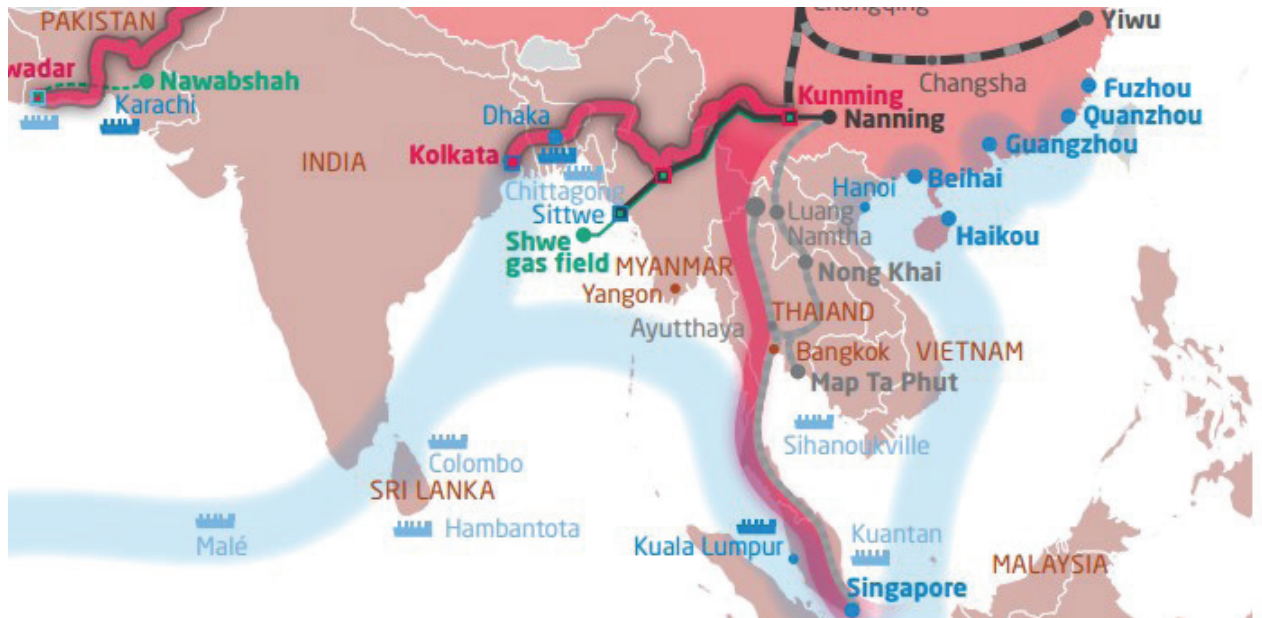 Chongqing
PAKISTAN
Yiwu
wadar
Nawabshah
Changsha
Karachi
Kunming
Fuzhou
Dhaka
Quanzhou
Nanning
INDIA
Kolkata
Guangzhou
Chittagong
Hanoi
Beihai
Sittwe
Luang
Namtha
Haikou
Shwe
gas field
MYANMAR
Nong Khai
Yangon
THAIAND
Ayutthaya
Bangkok
VIETNAM
Map Ta Phut
Sihanoukville
Colombo
SRI LANKA
Hambantota
Malé
Kuantan
Kuala Lumpur
MALAYSIA
Singapore